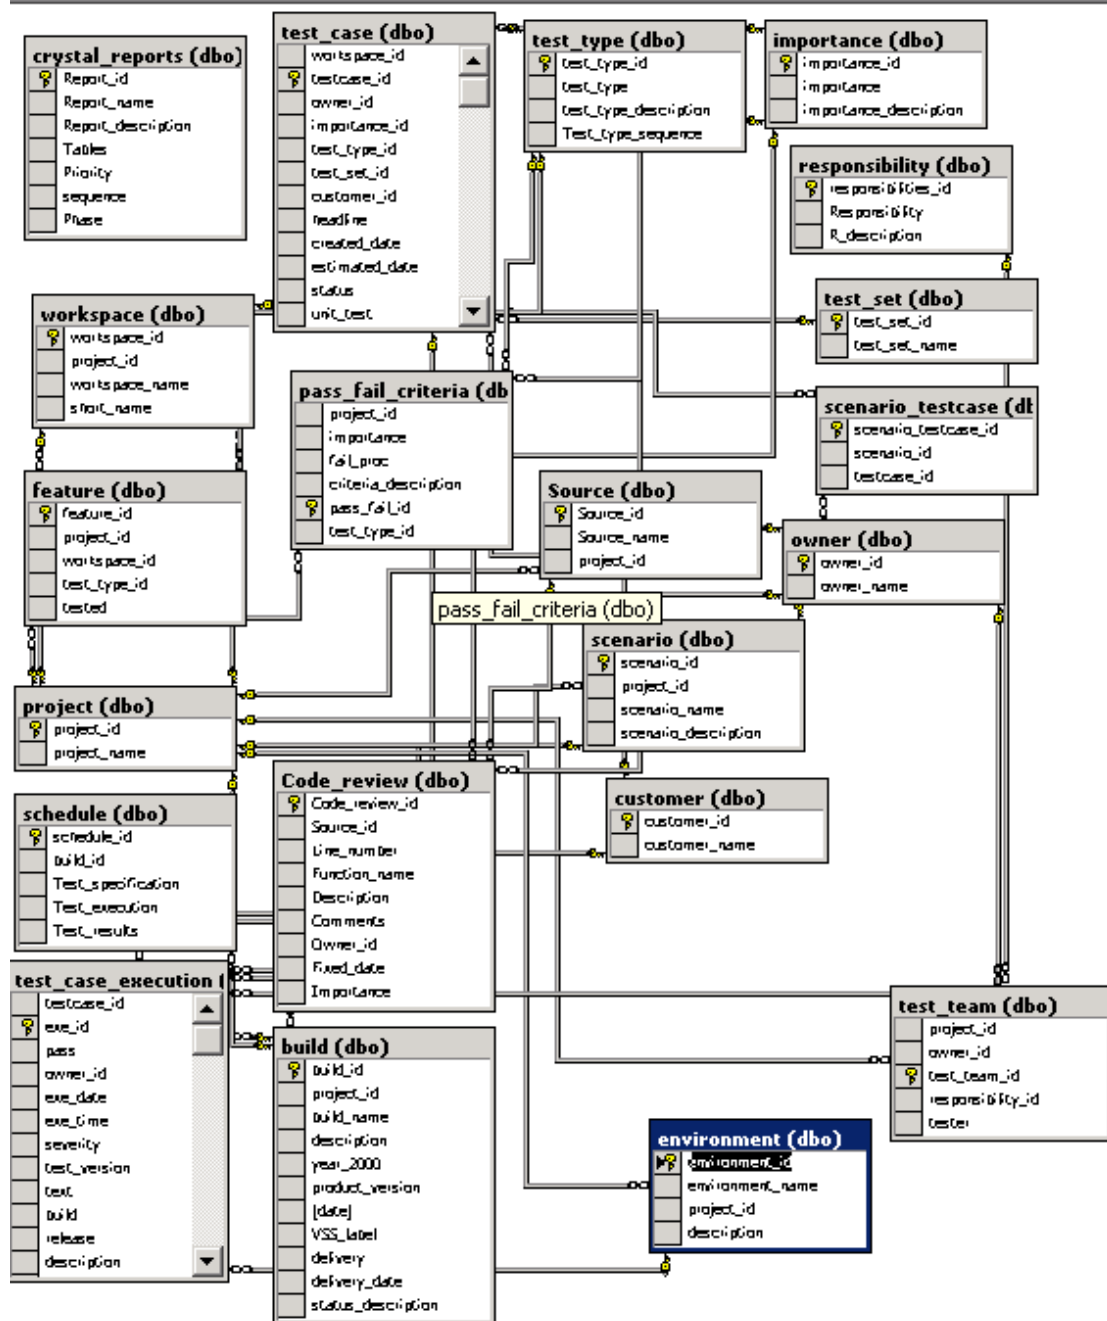 crystal_reports (dbo)
Report_id
Report_name
Report_description
Tables
Priority
sequence
Phase
test_case (dbo)
workspace_id
testcase_id
owner_id
importance_id
test_type_id
test_set_id
customer_id
headline
created_date
estimated_date
status
unit_test
test_type (dbo)
test_type_id
test_type
test_type_description
Test_type_sequence
importance (dbo)
importance_id
importance
importance_description
responsibility (dbo)
responsibilities_id
Responsibility
R_description
workspace (dbo)
workspace_id
project_id
workspace_name
short_name
test_set (dbo)
test_set_id
test_set_name
pass_fail_criteria (db
project_id
importance
fail_proc
criteria_description
pass_fail_id
test_type_id
scenario_testcase (dt
scenario_testcase_id
scenario_id
testcase_id
feature (dbo)
feature_id
project_id
workspace_id
test_type_id
tested
Source (dbo)
Source_id
Source_name
project_id
owner (dbo)
owner_id
owner_name
pass_fail_criteria (dbo)
scenario (dbo)
scenario_id
project_id
scenario_name
scenario_description
project (dbo)
project_id
project_name
Code_review (dbo)
Code_review_id
Source_id
Line_number
Function_name
Description
Comments
Owner_id
Fixed_date
Importance
customer (dbo)
customer_id
customer_name
schedule (dbo)
schedule_id
build_id
Test_specification
Test_execution
Test_results
test_case_execution (
testcase_id
exe_id
pass
owner_id
exe_date
exe_time
severity
test_version
text
build
release
description
build (dbo)
build_id
project_id
build_name
description
year_2000
product_version
[date]
VSS_label
delivery
delivery_date
status_description
test_team (dbo)
project_id
owner_id
test_team_id
responsibility_id
tester
environment (dbo)
environment_id
environment_name
project_id
description